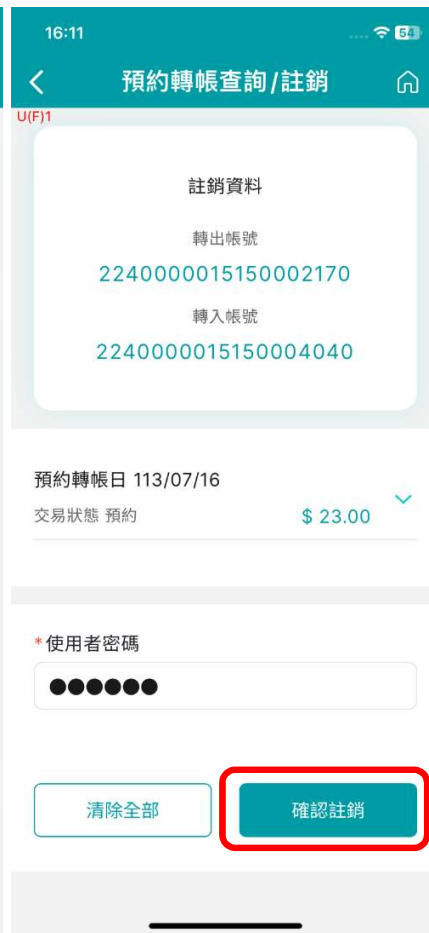 16:11
54
預約轉帳查詢/註銷
U(F)1
註銷資料
轉出帳號
2240000015150002170
轉入帳號
2240000015150004040
預約轉帳日 113/07/16
交易狀態 預約 $ 23.00
*使用者密碼
●●●●●●
清除全部 確認註銷